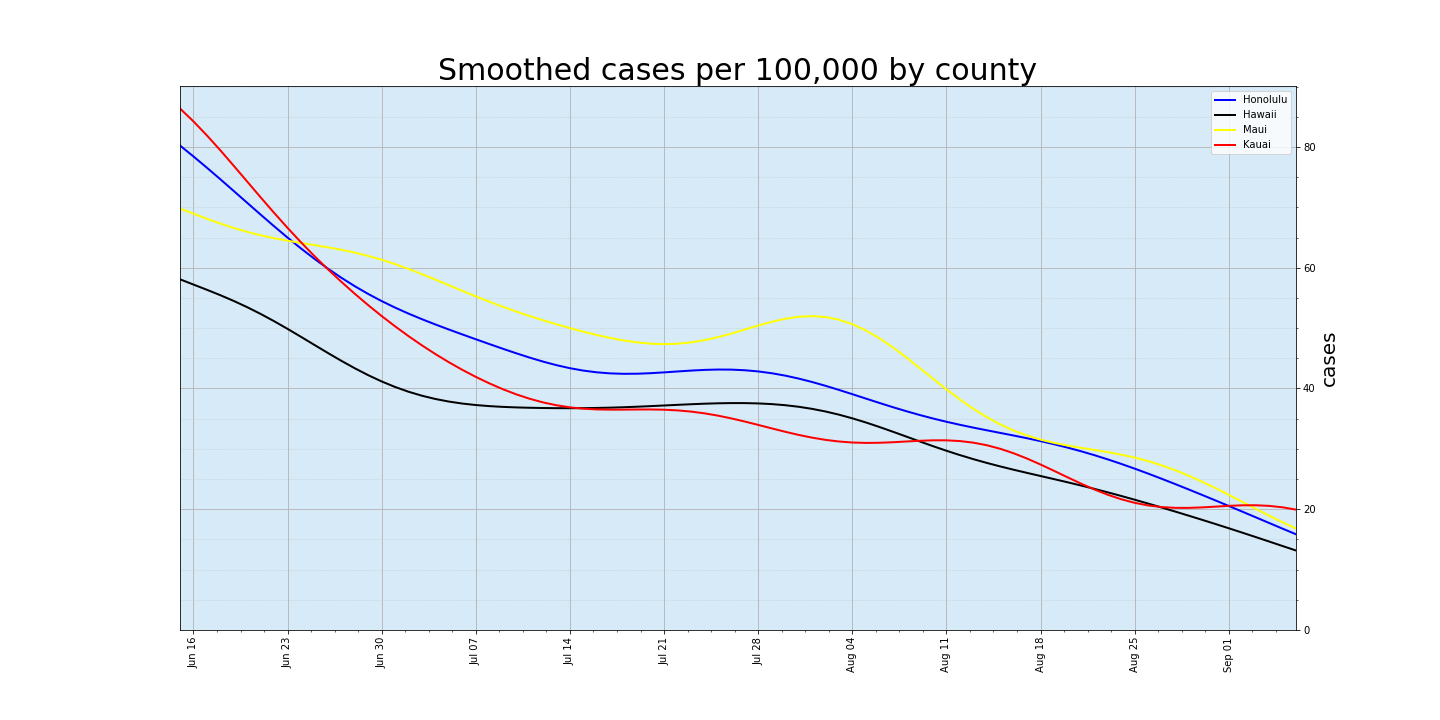 Smoothed cases per 100,000 by county
Honolulu
Hawaii
Maui
Kauai
80
60
40
20
0
cases
Jun 16
Jun 23
Jun 30
Jul 07
Jul 14
Jul 21
Jul 28
Aug 04
Aug 11
Aug 18
Aug 25
Sep 01